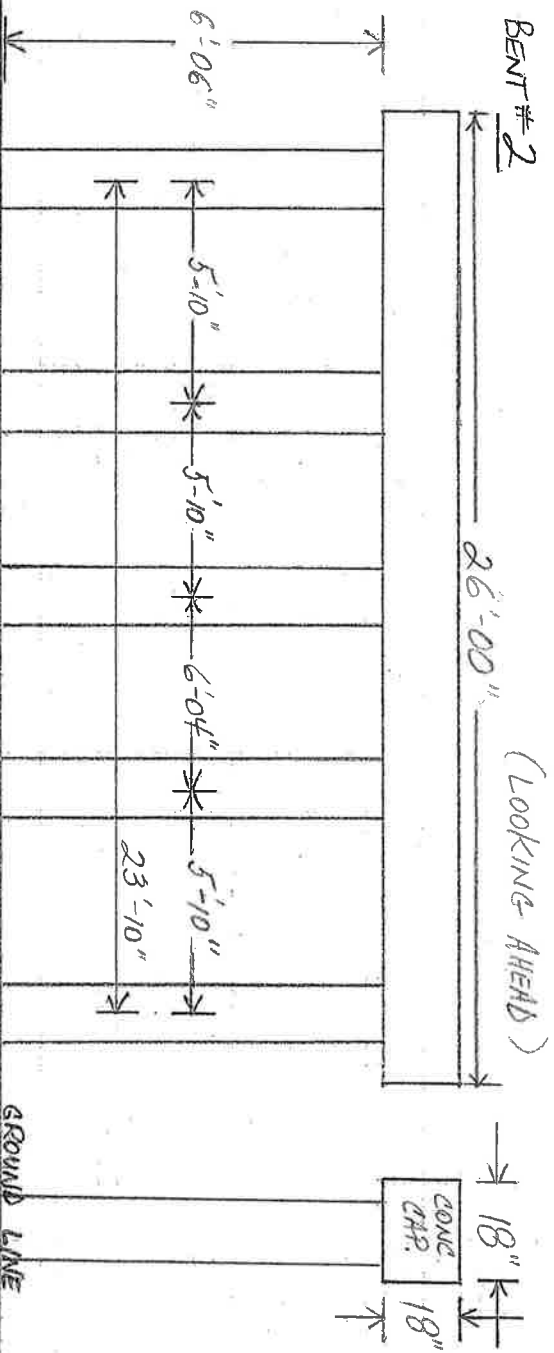 BENT # 2
(LOOKING AHEAD)
26'-00"
18"
CONC.
CAP.
18"
6'-06"
5'-10"
5'-10"
6'-04"
5'-10"
23'-10"
GROUND LINE